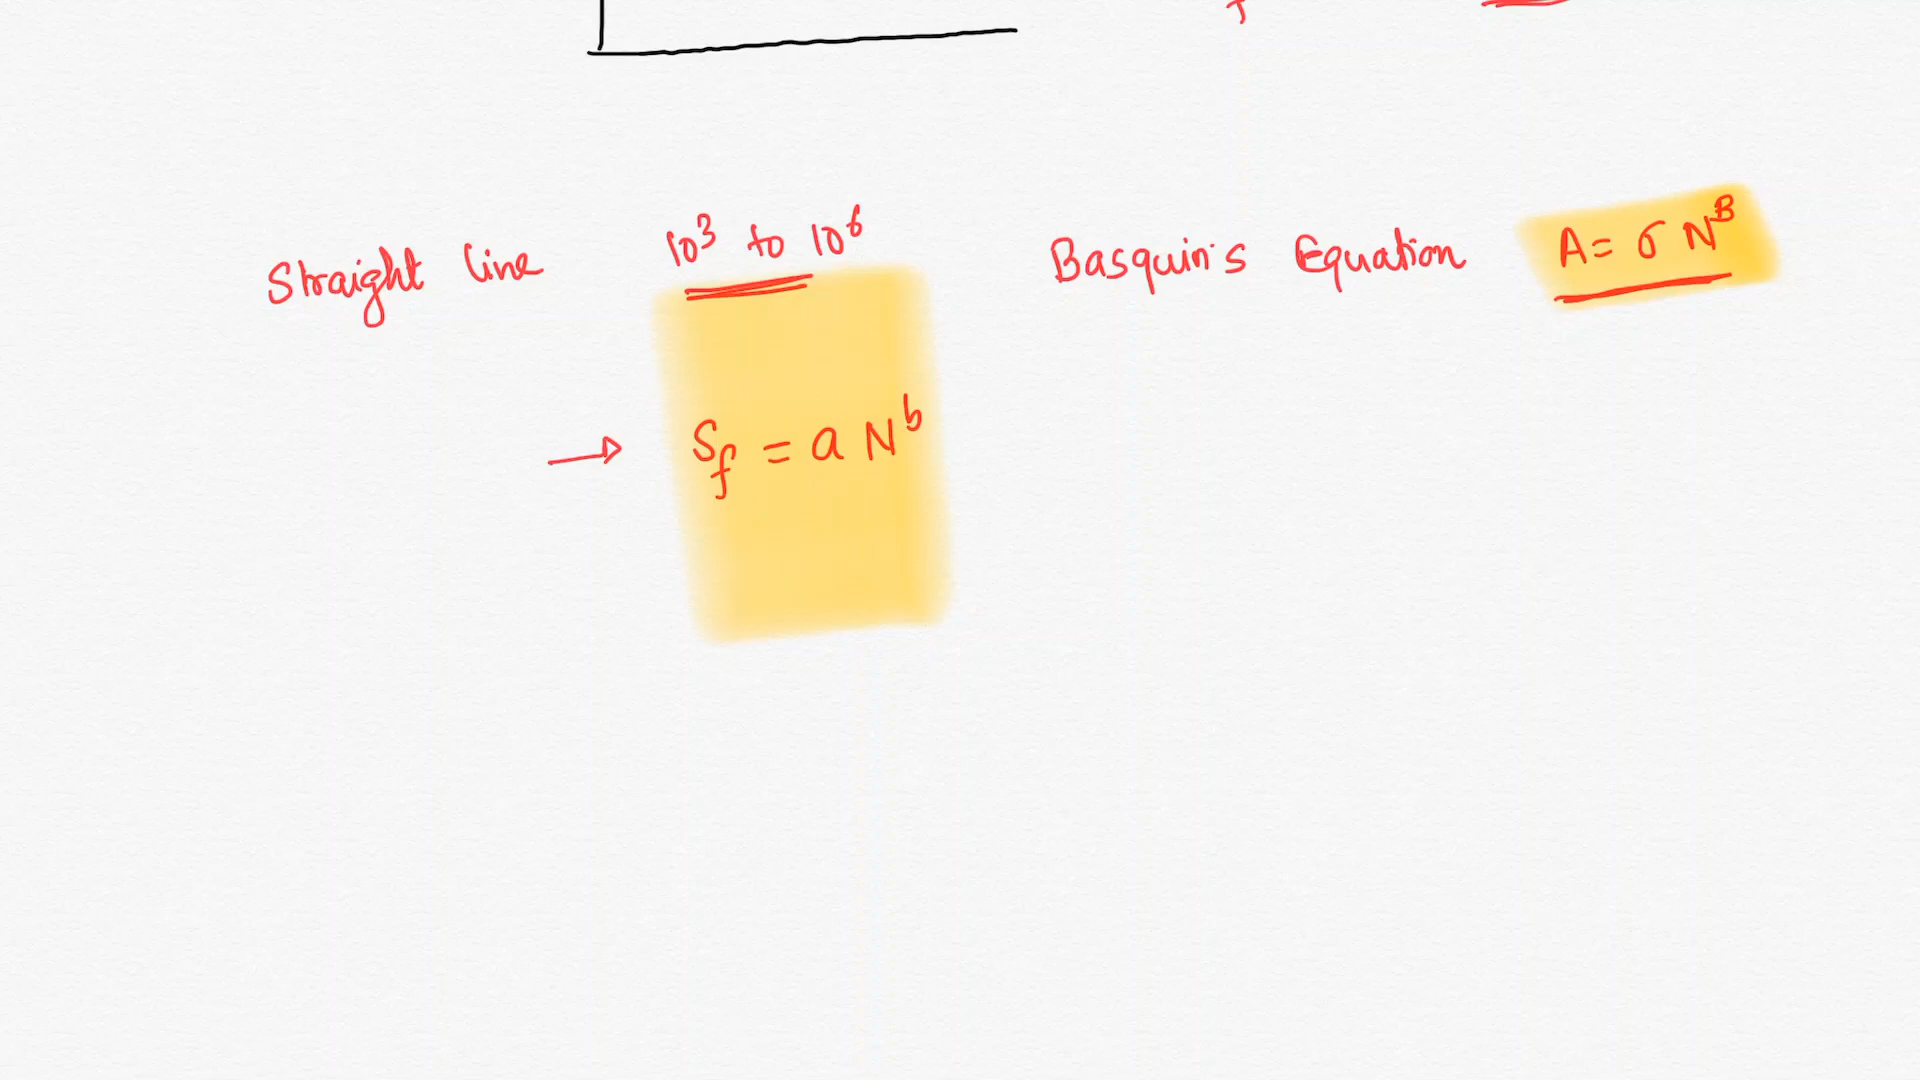 Straight line 10³ to 10⁶ Basquin's Equation A = σ N^B
→ S_f = a N^b